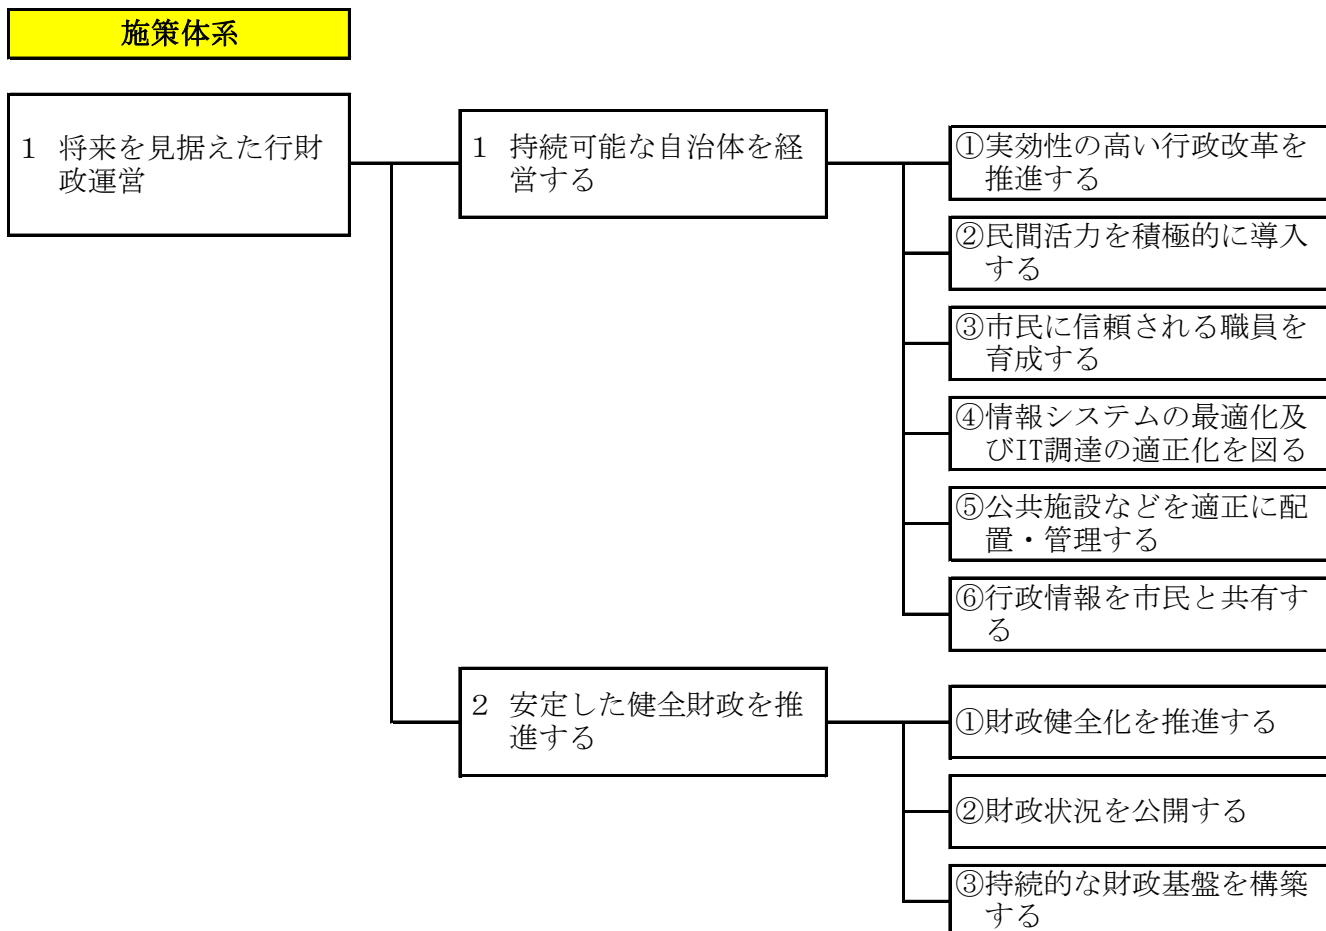 施策体系
1 将来を見据えた行財
政運営
1 持続可能な自治体を経
営する
①実効性の高い行政改革を
推進する
②民間活力を積極的に導入
する
③市民に信頼される職員を
育成する
④情報システムの最適化及
びIT調達の適正化を図る
⑤公共施設などを適正に配
置・管理する
⑥行政情報を市民と共有す
る
2 安定した健全財政を推
進する
①財政健全化を推進する
②財政状況を公開する
③持続的な財政基盤を構築
する